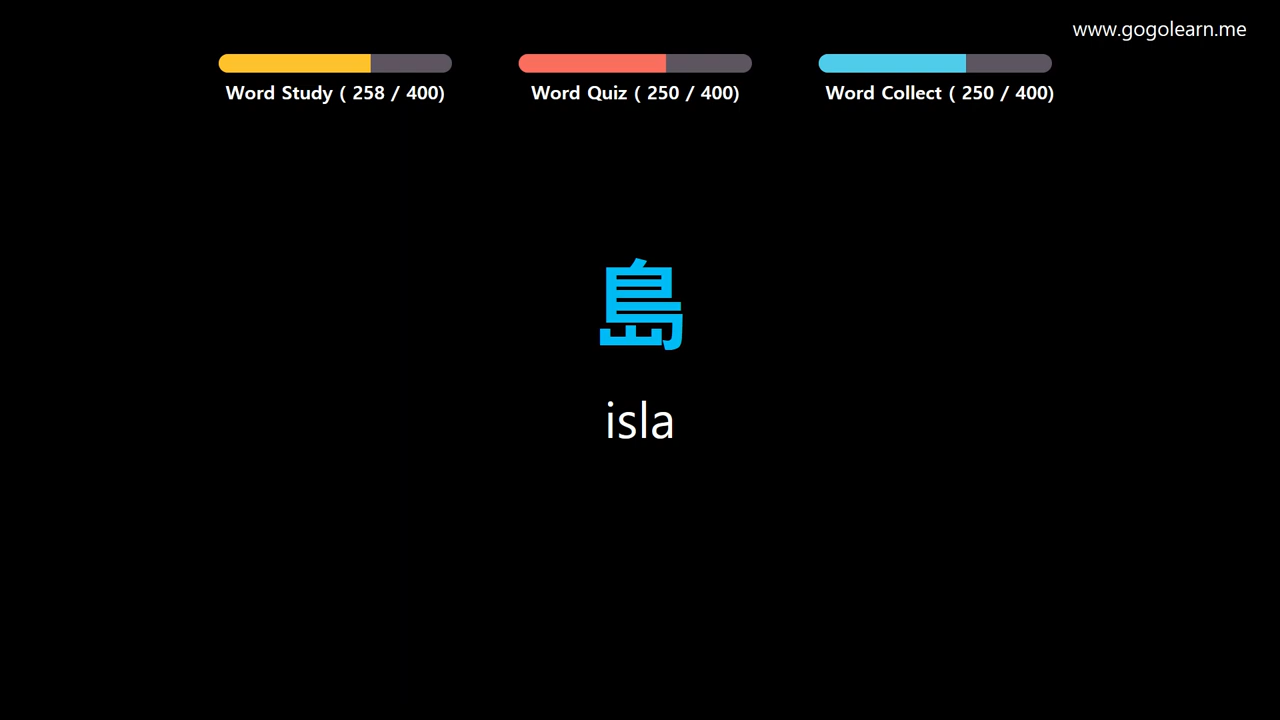 www.gogolearn.me
Word Study ( 258 / 400)
Word Quiz ( 250 / 400)
Word Collect ( 250 / 400)
島
isla